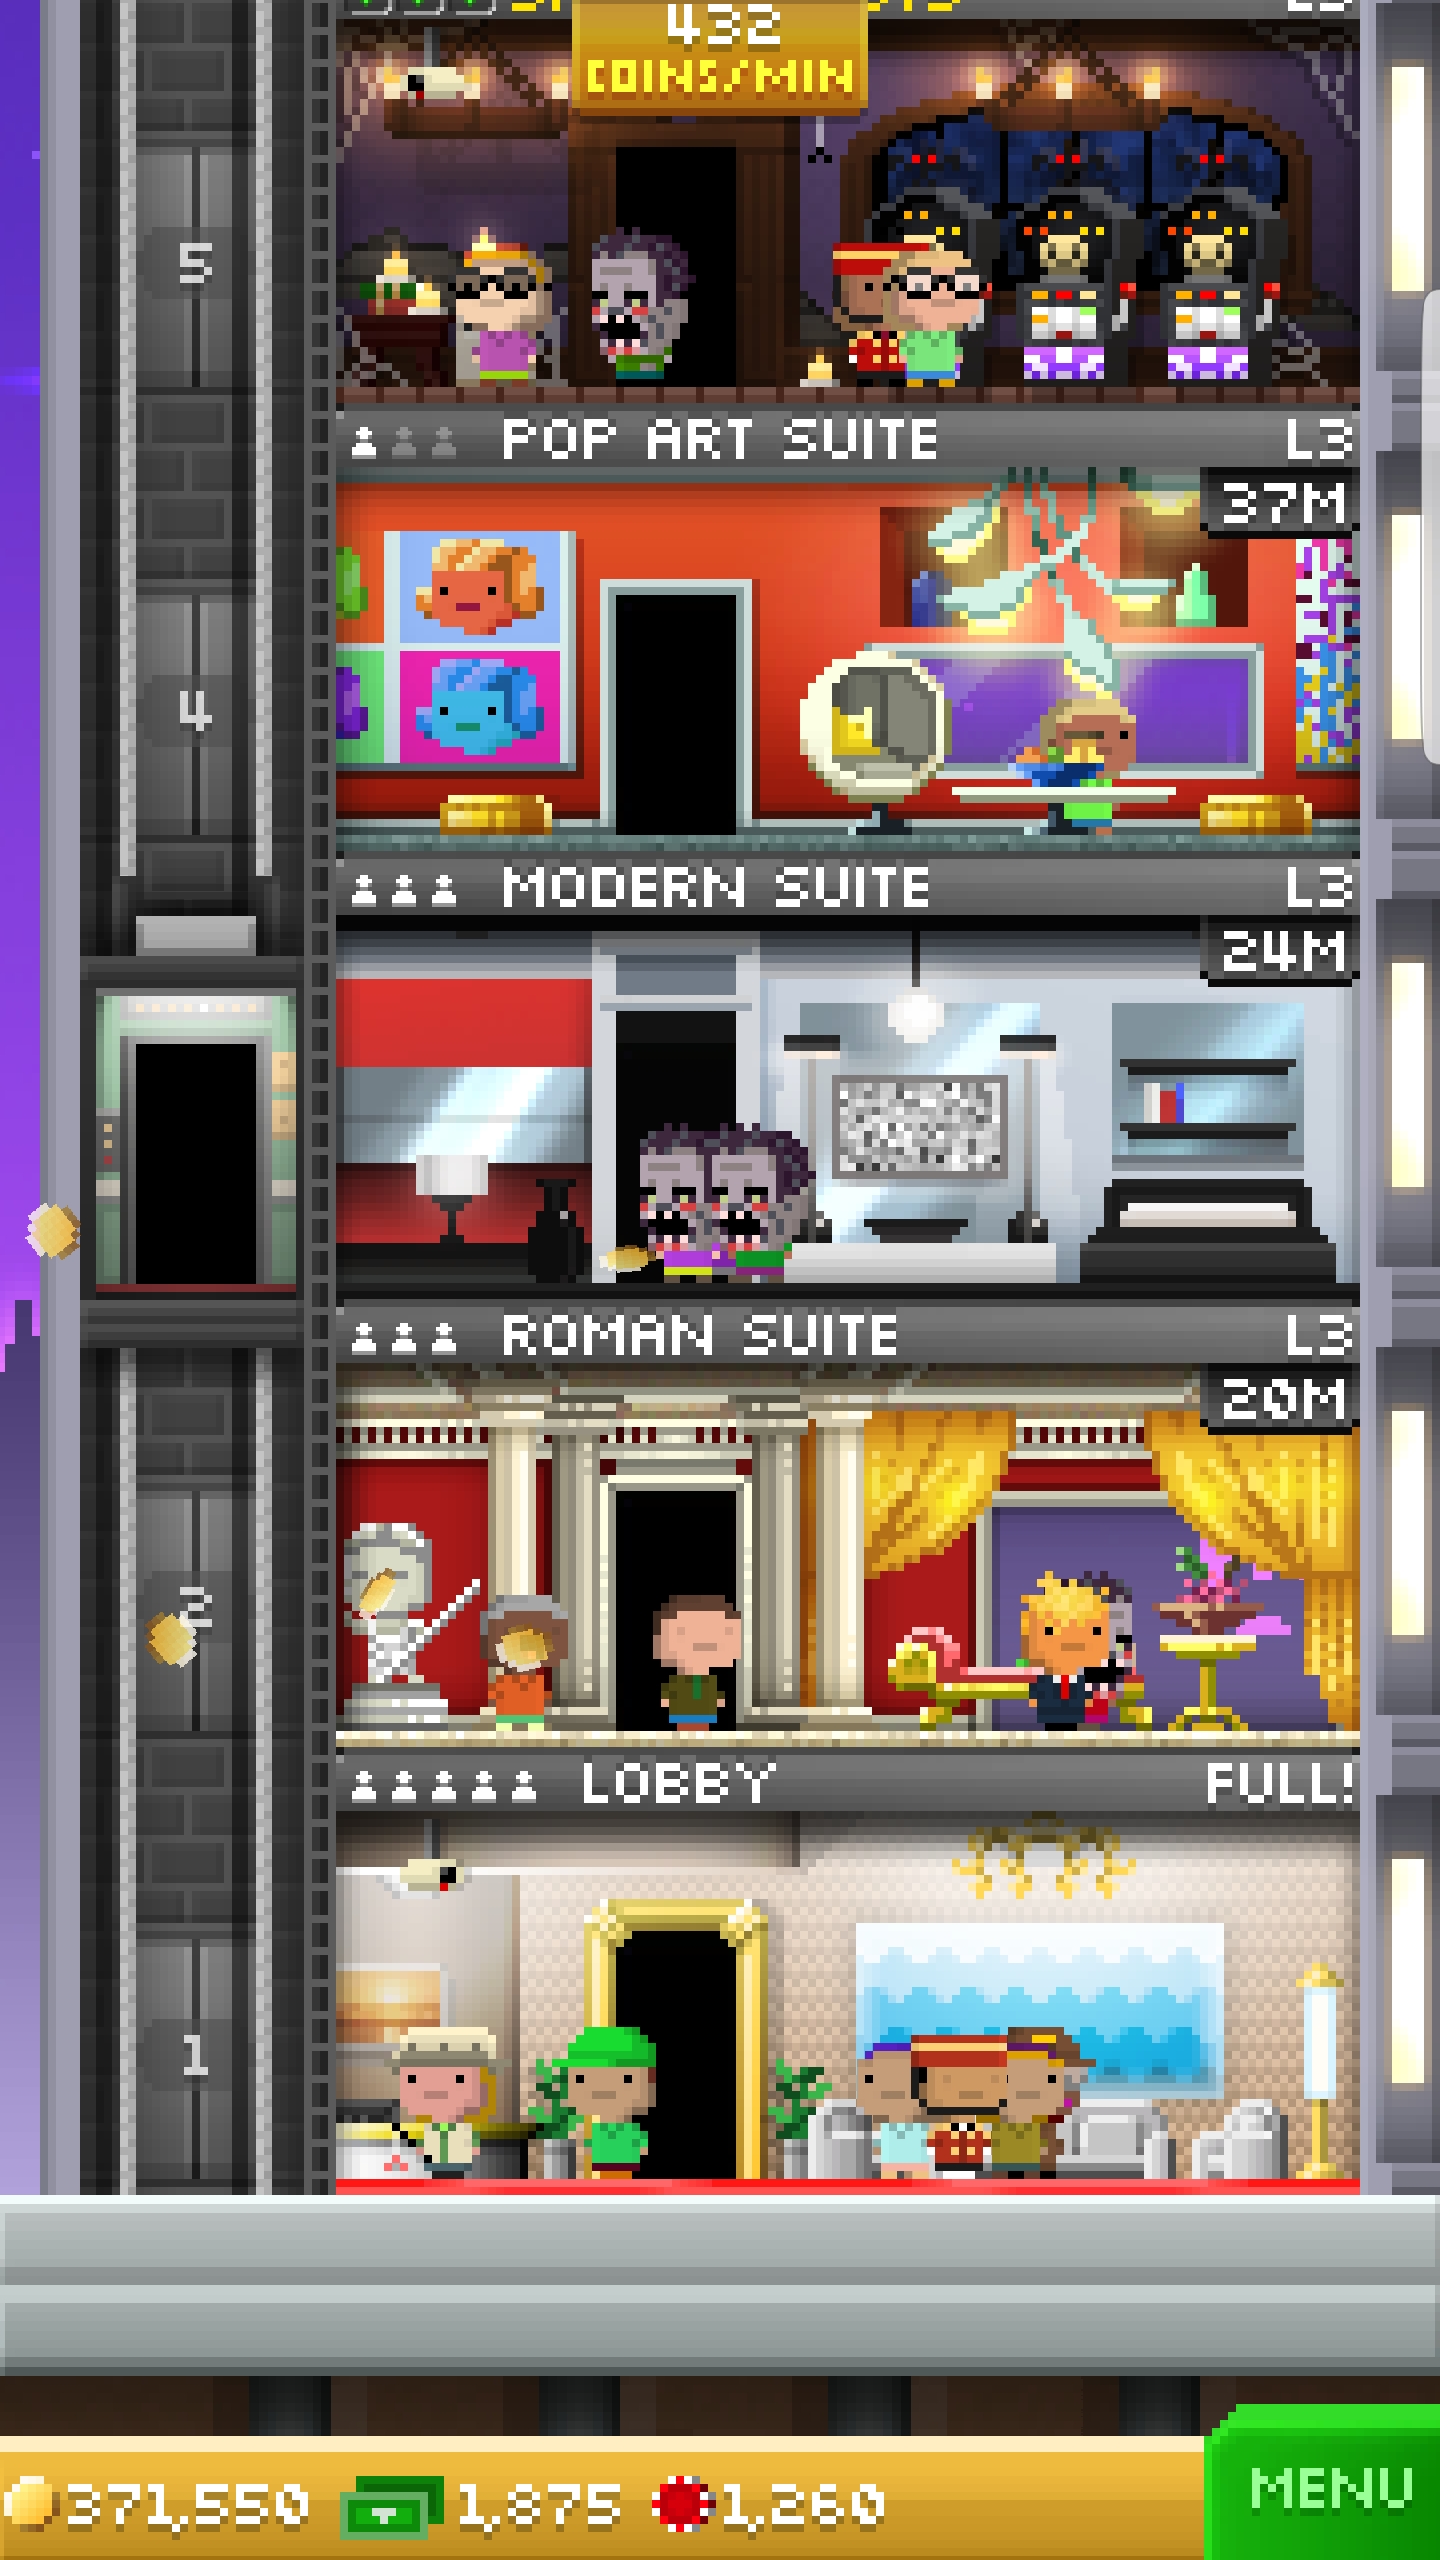 L3
432
COINS/MIN
5
POP ART SUITE L3
37M
4
MODERN SUITE L3
24M
ROMAN SUITE L3
20M
2
LOBBY FULL!
1
371,550 1,875 1,260
MENU